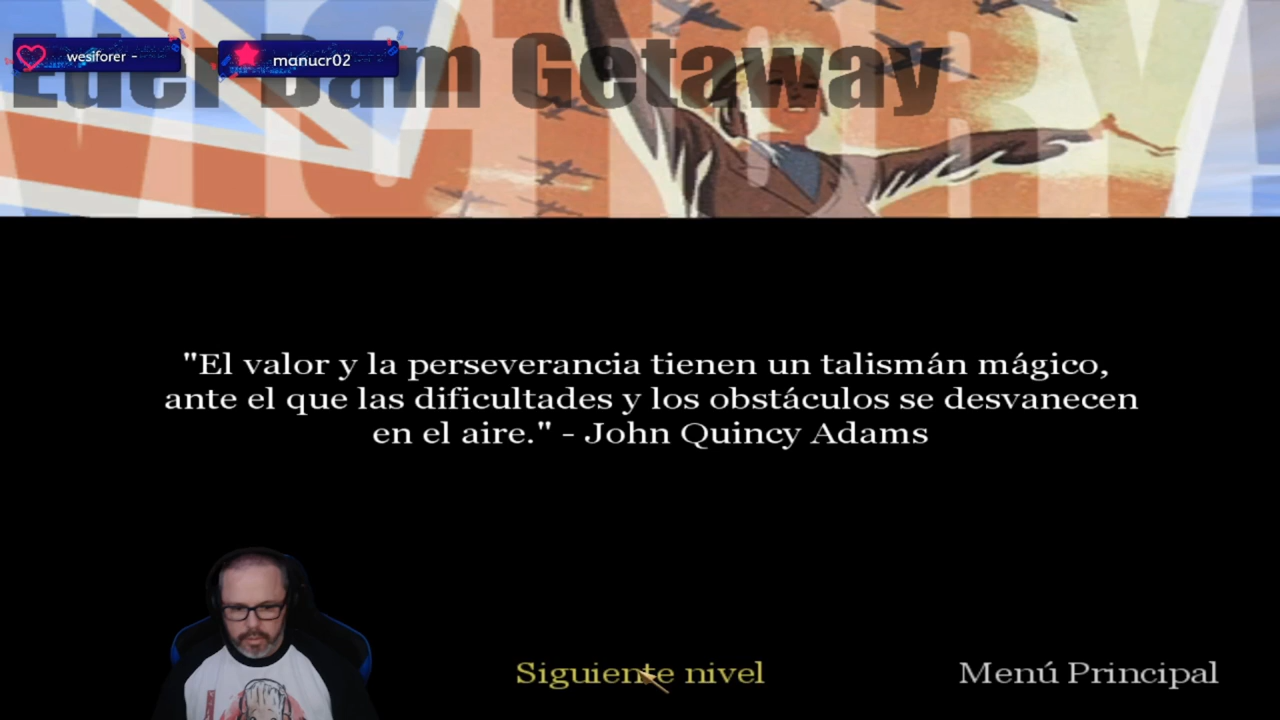 Eder Dam Getaway
VICTORY
wesiforer -
manucr02
"El valor y la perseverancia tienen un talismán mágico,
ante el que las dificultades y los obstáculos se desvanecen
en el aire." - John Quincy Adams
Siguiente nivel
Menú Principal